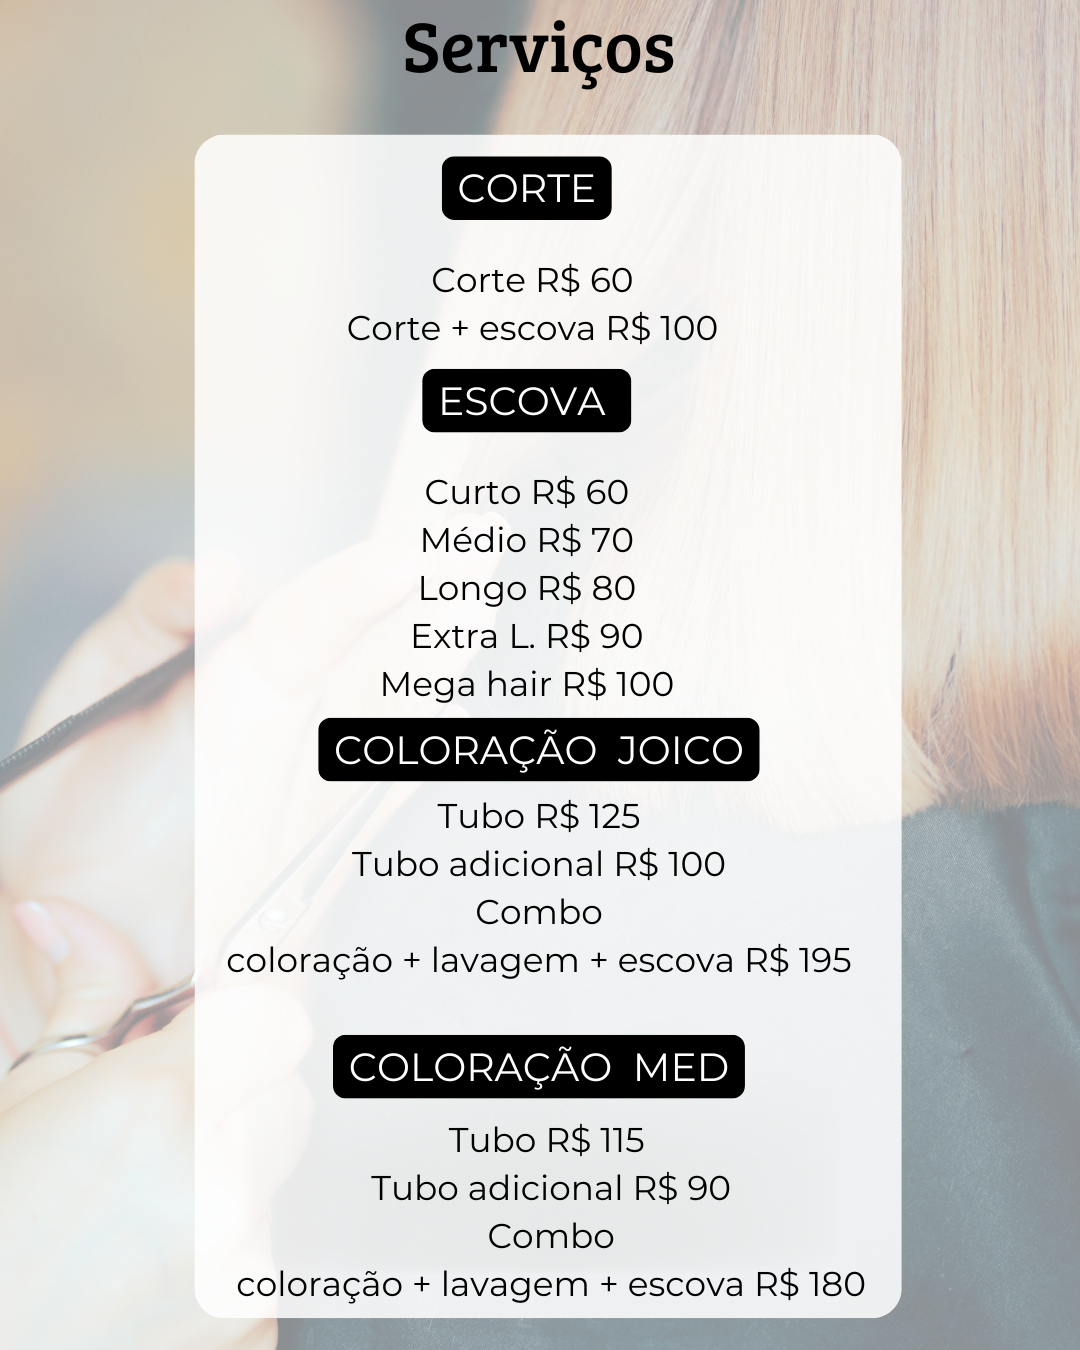 Serviços
CORTE
Corte R$ 60
Corte + escova R$ 100
ESCOVA
Curto R$ 60
Médio R$ 70
Longo R$ 80
Extra L. R$ 90
Mega hair R$ 100
COLORAÇÃO JOICO
Tubo R$ 125
Tubo adicional R$ 100
Combo
coloração + lavagem + escova R$ 195
COLORAÇÃO MED
Tubo R$ 115
Tubo adicional R$ 90
Combo
coloração + lavagem + escova R$ 180